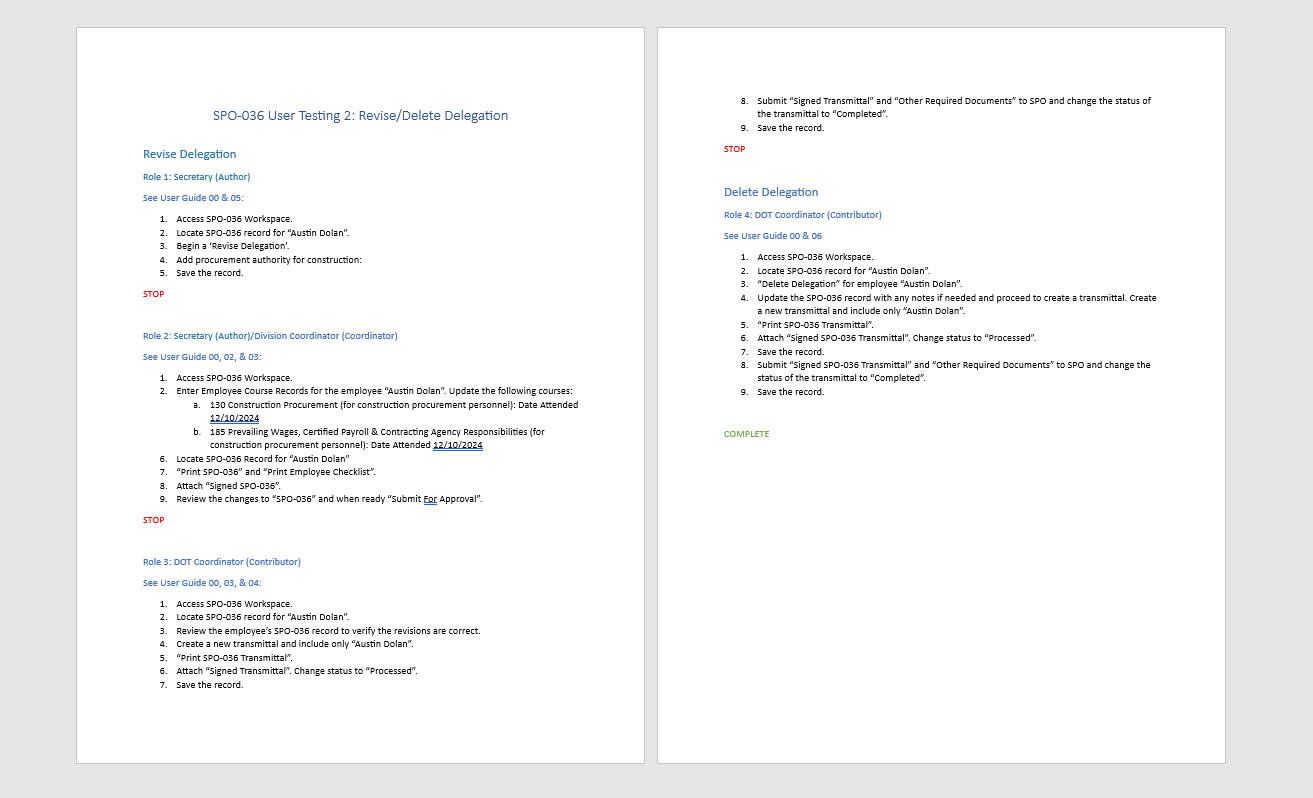 SPO-036 User Testing 2: Revise/Delete Delegation
Revise Delegation
Role 1: Secretary (Author)
See User Guide 00 & 05:
1. Access SPO-036 Workspace.
2. Locate SPO-036 record for “Austin Dolan”.
3. Begin a ‘Revise Delegation’.
4. Add procurement authority for construction:
5. Save the record.
STOP
Role 2: Secretary (Author)/Division Coordinator (Coordinator)
See User Guide 00, 02, & 03:
1. Access SPO-036 Workspace.
2. Enter Employee Course Records for the employee “Austin Dolan”. Update the following courses:
a. 130 Construction Procurement (for construction procurement personnel): Date Attended
12/10/2024
b. 185 Prevailing Wages, Certified Payroll & Contracting Agency Responsibilities (for
construction procurement personnel): Date Attended 12/10/2024
6. Locate SPO-036 Record for “Austin Dolan”
7. “Print SPO-036” and “Print Employee Checklist”.
8. Attach “Signed SPO-036”.
9. Review the changes to “SPO-036” and when ready “Submit For Approval”.
STOP
Role 3: DOT Coordinator (Contributor)
See User Guide 00, 03, & 04:
1. Access SPO-036 Workspace.
2. Locate SPO-036 record for “Austin Dolan”.
3. Review the employee’s SPO-036 record to verify the revisions are correct.
4. Create a new transmittal and include only “Austin Dolan”.
5. “Print SPO-036 Transmittal”.
6. Attach “Signed Transmittal”. Change status to “Processed”.
7. Save the record.
8. Submit “Signed Transmittal” and “Other Required Documents” to SPO and change the status of
the transmittal to “Completed”.
9. Save the record.
STOP
Delete Delegation
Role 4: DOT Coordinator (Contributor)
See User Guide 00 & 06
1. Access SPO-036 Workspace.
2. Locate SPO-036 record for “Austin Dolan”.
3. “Delete Delegation” for employee “Austin Dolan”.
4. Update the SPO-036 record with any notes if needed and proceed to create a transmittal. Create
a new transmittal and include only “Austin Dolan”.
5. “Print SPO-036 Transmittal”.
6. Attach “Signed SPO-036 Transmittal”. Change status to “Processed”.
7. Save the record.
8. Submit “Signed SPO-036 Transmittal” and “Other Required Documents” to SPO and change the
status of the transmittal to “Completed”.
9. Save the record.
COMPLETE